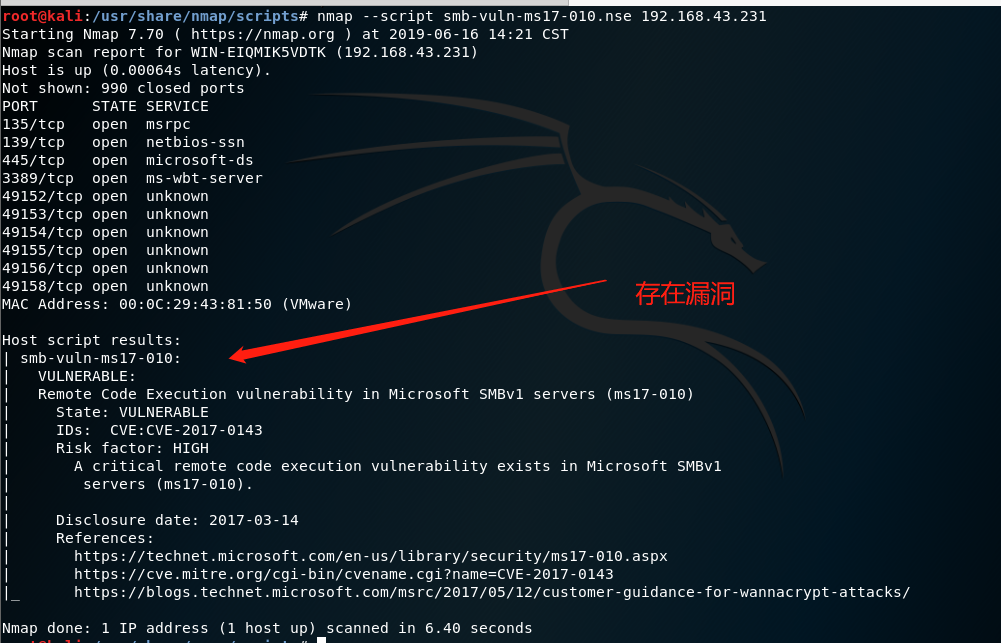 root@kali:/usr/share/nmap/scripts# nmap --script smb-vuln-ms17-010.nse 192.168.43.231
Starting Nmap 7.70 ( https://nmap.org ) at 2019-06-16 14:21 CST
Nmap scan report for WIN-EIQMIK5VDTK (192.168.43.231)
Host is up (0.00064s latency).
Not shown: 990 closed ports
PORT      STATE SERVICE
135/tcp   open  msrpc
139/tcp   open  netbios-ssn
445/tcp   open  microsoft-ds
3389/tcp  open  ms-wbt-server
49152/tcp open  unknown
49153/tcp open  unknown
49154/tcp open  unknown
49155/tcp open  unknown
49156/tcp open  unknown
49158/tcp open  unknown
存在漏洞
MAC Address: 00:0C:29:43:81:50 (VMware)

Host script results:
| smb-vuln-ms17-010:
|   VULNERABLE:
|   Remote Code Execution vulnerability in Microsoft SMBv1 servers (ms17-010)
|     State: VULNERABLE
|     IDs:  CVE:CVE-2017-0143
|     Risk factor: HIGH
|       A critical remote code execution vulnerability exists in Microsoft SMBv1
|        servers (ms17-010).
|
|     Disclosure date: 2017-03-14
|     References:
|       https://technet.microsoft.com/en-us/library/security/ms17-010.aspx
|       https://cve.mitre.org/cgi-bin/cvename.cgi?name=CVE-2017-0143
|_      https://blogs.technet.microsoft.com/msrc/2017/05/12/customer-guidance-for-wannacrypt-attacks/

Nmap done: 1 IP address (1 host up) scanned in 6.40 seconds
root@kali:/usr/share/nmap/scripts#